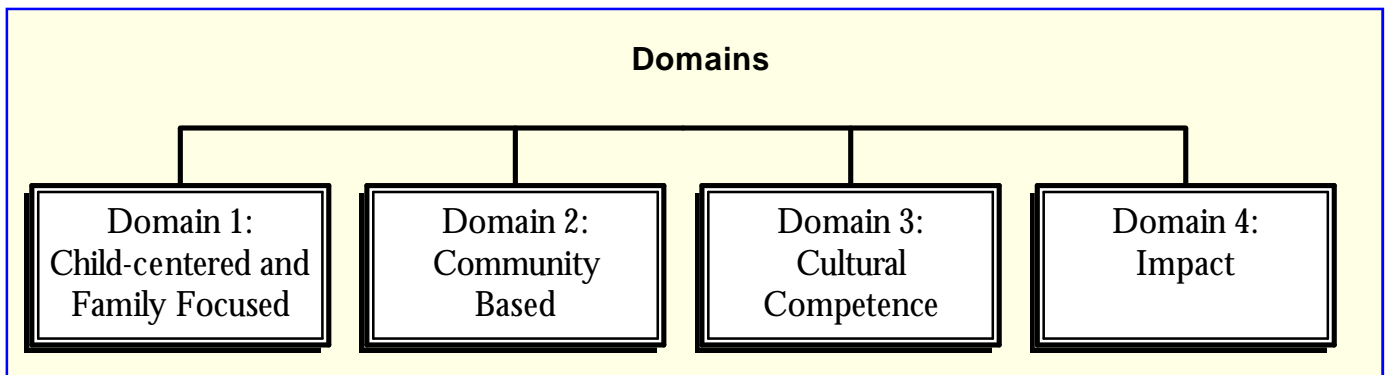 Domains
Domain 1:
Child-centered and
Family Focused
Domain 2:
Community
Based
Domain 3:
Cultural
Competence
Domain 4:
Impact